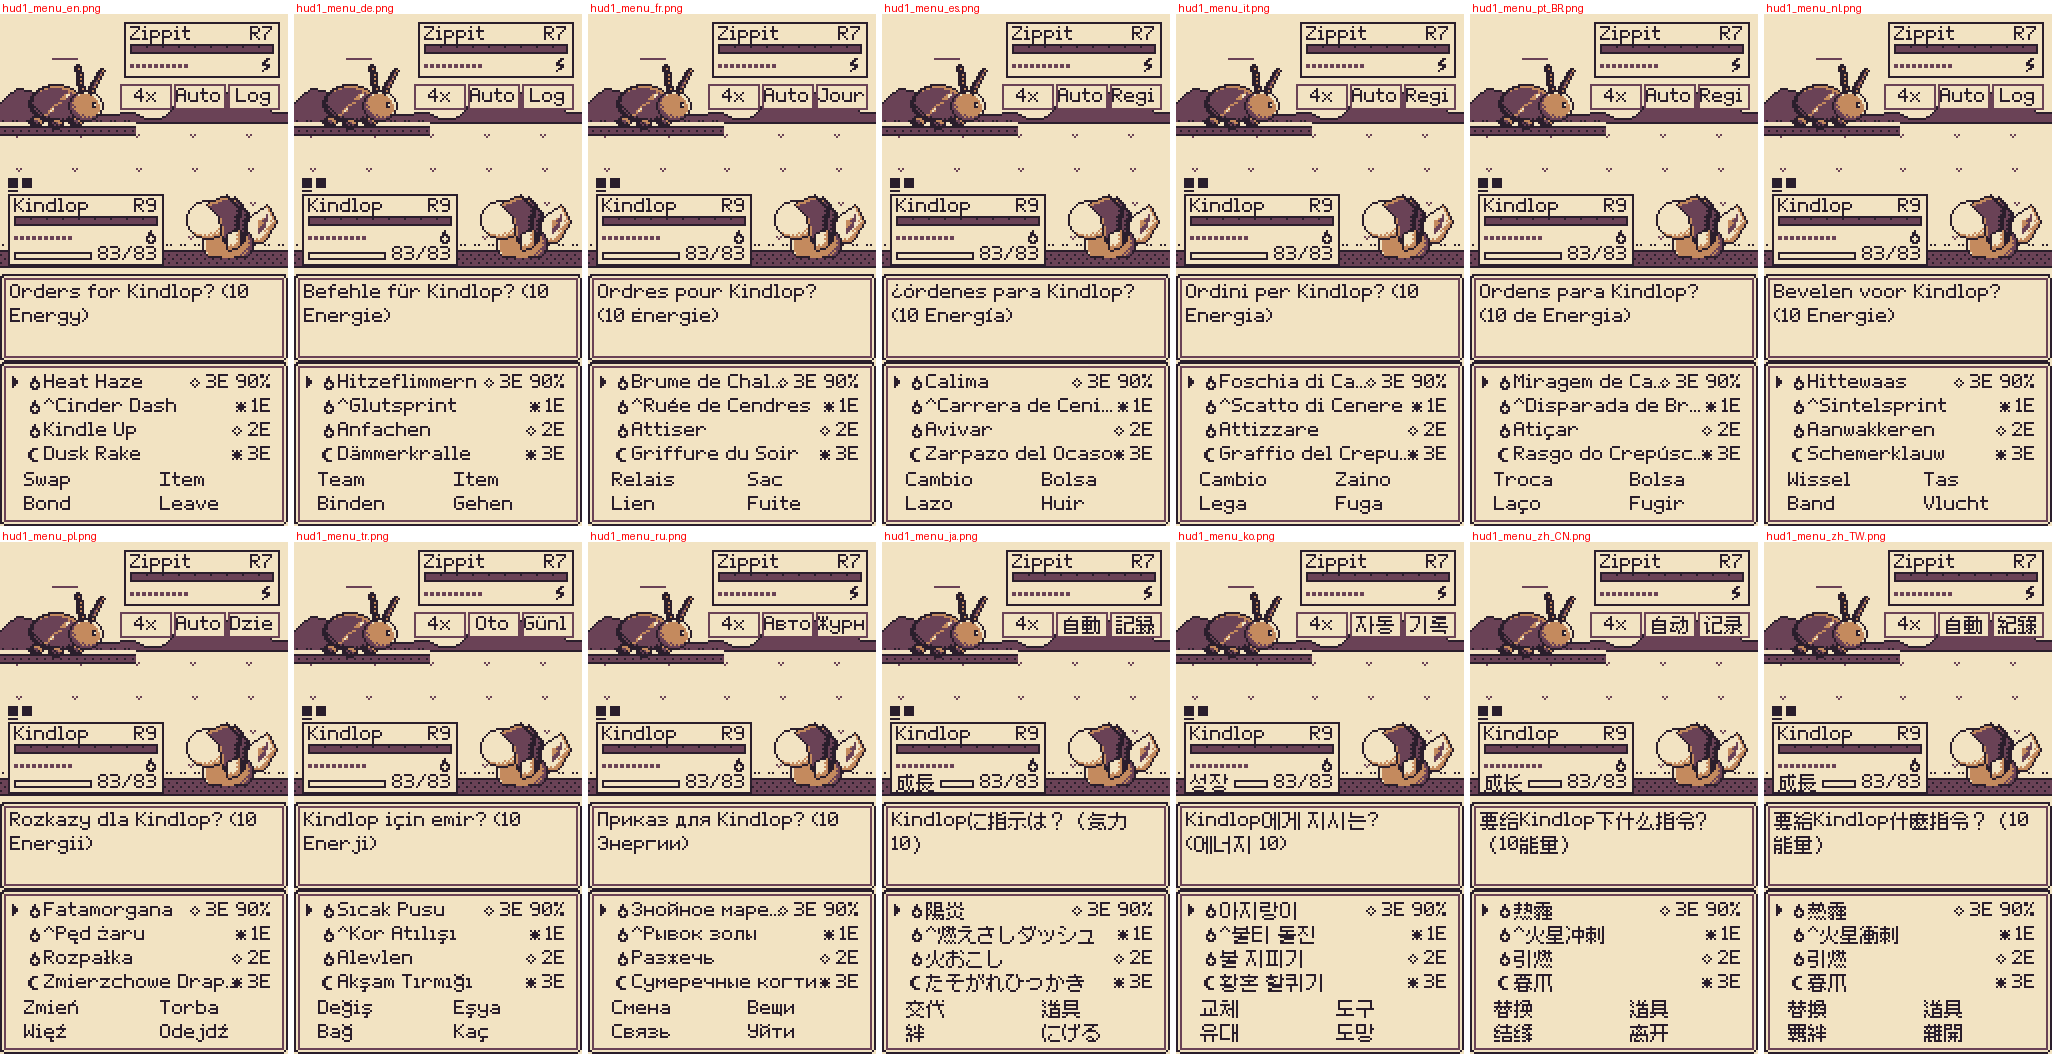 hud1_menu_en.png
Zippit R7
4x Auto Log
Kindlop R9
83/83
Orders for Kindlop? (10
Energy)
Heat Haze 3E 90%
^Cinder Dash 1E
Kindle Up 2E
Dusk Rake 3E
Swap Item
Bond Leave
hud1_menu_de.png
Zippit R7
4x Auto Log
Kindlop R9
83/83
Befehle für Kindlop? (10
Energie)
Hitzeflimmern 3E 90%
^Glutsprint 1E
Anfachen 2E
Dämmerkralle 3E
Team Item
Binden Gehen
hud1_menu_fr.png
Zippit R7
4x Auto Jour
Kindlop R9
83/83
Ordres pour Kindlop?
(10 énergie)
Brume de Chal.. 3E 90%
^Ruée de Cendres 1E
Attiser 2E
Griffure du Soir 3E
Relais Sac
Lien Fuite
hud1_menu_es.png
Zippit R7
4x Auto Regi
Kindlop R9
83/83
¿órdenes para Kindlop?
(10 Energía)
Calima 3E 90%
^Carrera de Ceni... 1E
Avivar 2E
Zarpazo del Ocaso 3E
Cambio Bolsa
Lazo Huir
hud1_menu_it.png
Zippit R7
4x Auto Regi
Kindlop R9
83/83
Ordini per Kindlop? (10
Energia)
Foschia di Ca.. 3E 90%
^Scatto di Cenere 1E
Attizzare 2E
Graffio del Crepu.. 3E
Cambio Zaino
Lega Fuga
hud1_menu_pt_BR.png
Zippit R7
4x Auto Regi
Kindlop R9
83/83
Ordens para Kindlop?
(10 de Energia)
Miragem de Ca.. 3E 90%
^Disparada de Br... 1E
Atiçar 2E
Rasgo do Crepúsc.. 3E
Troca Bolsa
Laço Fugir
hud1_menu_nl.png
Zippit R7
4x Auto Log
Kindlop R9
83/83
Bevelen voor Kindlop?
(10 Energie)
Hittewaas 3E 90%
^Sintelsprint 1E
Aanwakkeren 2E
Schemerklauw 3E
Wissel Tas
Band Vlucht
hud1_menu_pl.png
Zippit R7
4x Auto Dzie
Kindlop R9
83/83
Rozkazy dla Kindlop? (10
Energii)
Fatamorgana 3E 90%
^Pęd żaru 1E
Rozpałka 2E
Zmierzchowe Drap.. 3E
Zmień Torba
Więź Odejdź
hud1_menu_tr.png
Zippit R7
4x Oto Günl
Kindlop R9
83/83
Kindlop için emir? (10
Enerji)
Sıcak Pusu 3E 90%
^Kor Atılışı 1E
Alevlen 2E
Akşam Tırmığı 3E
Değiş Eşya
Bağ Kaç
hud1_menu_ru.png
Zippit R7
4x Авто Журн
Kindlop R9
83/83
Приказ для Kindlop? (10
Энергии)
Знойное маре.. 3E 90%
^Рывок золы 1E
Разжечь 2E
Сумеречные когти 3E
Смена Вещи
Связь Уйти
hud1_menu_ja.png
Zippit R7
4x 自動 記録
Kindlop R9
成長 83/83
Kindlopに指示は？（気力
10)
陽炎 3E 90%
^燃えさしダッシュ 1E
火おこし 2E
たそがれひっかき 3E
交代 道具
絆 にげる
hud1_menu_ko.png
Zippit R7
4x 자동 기록
Kindlop R9
성장 83/83
Kindlop에게 지시는?
(에너지 10)
아지랑이 3E 90%
^불티 돌진 1E
불 지피기 2E
황혼 할퀴기 3E
교체 도구
유대 도망
hud1_menu_zh_CN.png
Zippit R7
4x 自动 记录
Kindlop R9
成长 83/83
要给Kindlop下什么指令？
（10能量）
热霾 3E 90%
^火星冲刺 1E
引燃 2E
暮爪 3E
替换 道具
结缘 离开
hud1_menu_zh_TW.png
Zippit R7
4x 自動 紀錄
Kindlop R9
成長 83/83
要給Kindlop什麼指令？（10
能量）
熱霾 3E 90%
^火星衝刺 1E
引燃 2E
暮爪 3E
替換 道具
羈絆 離開